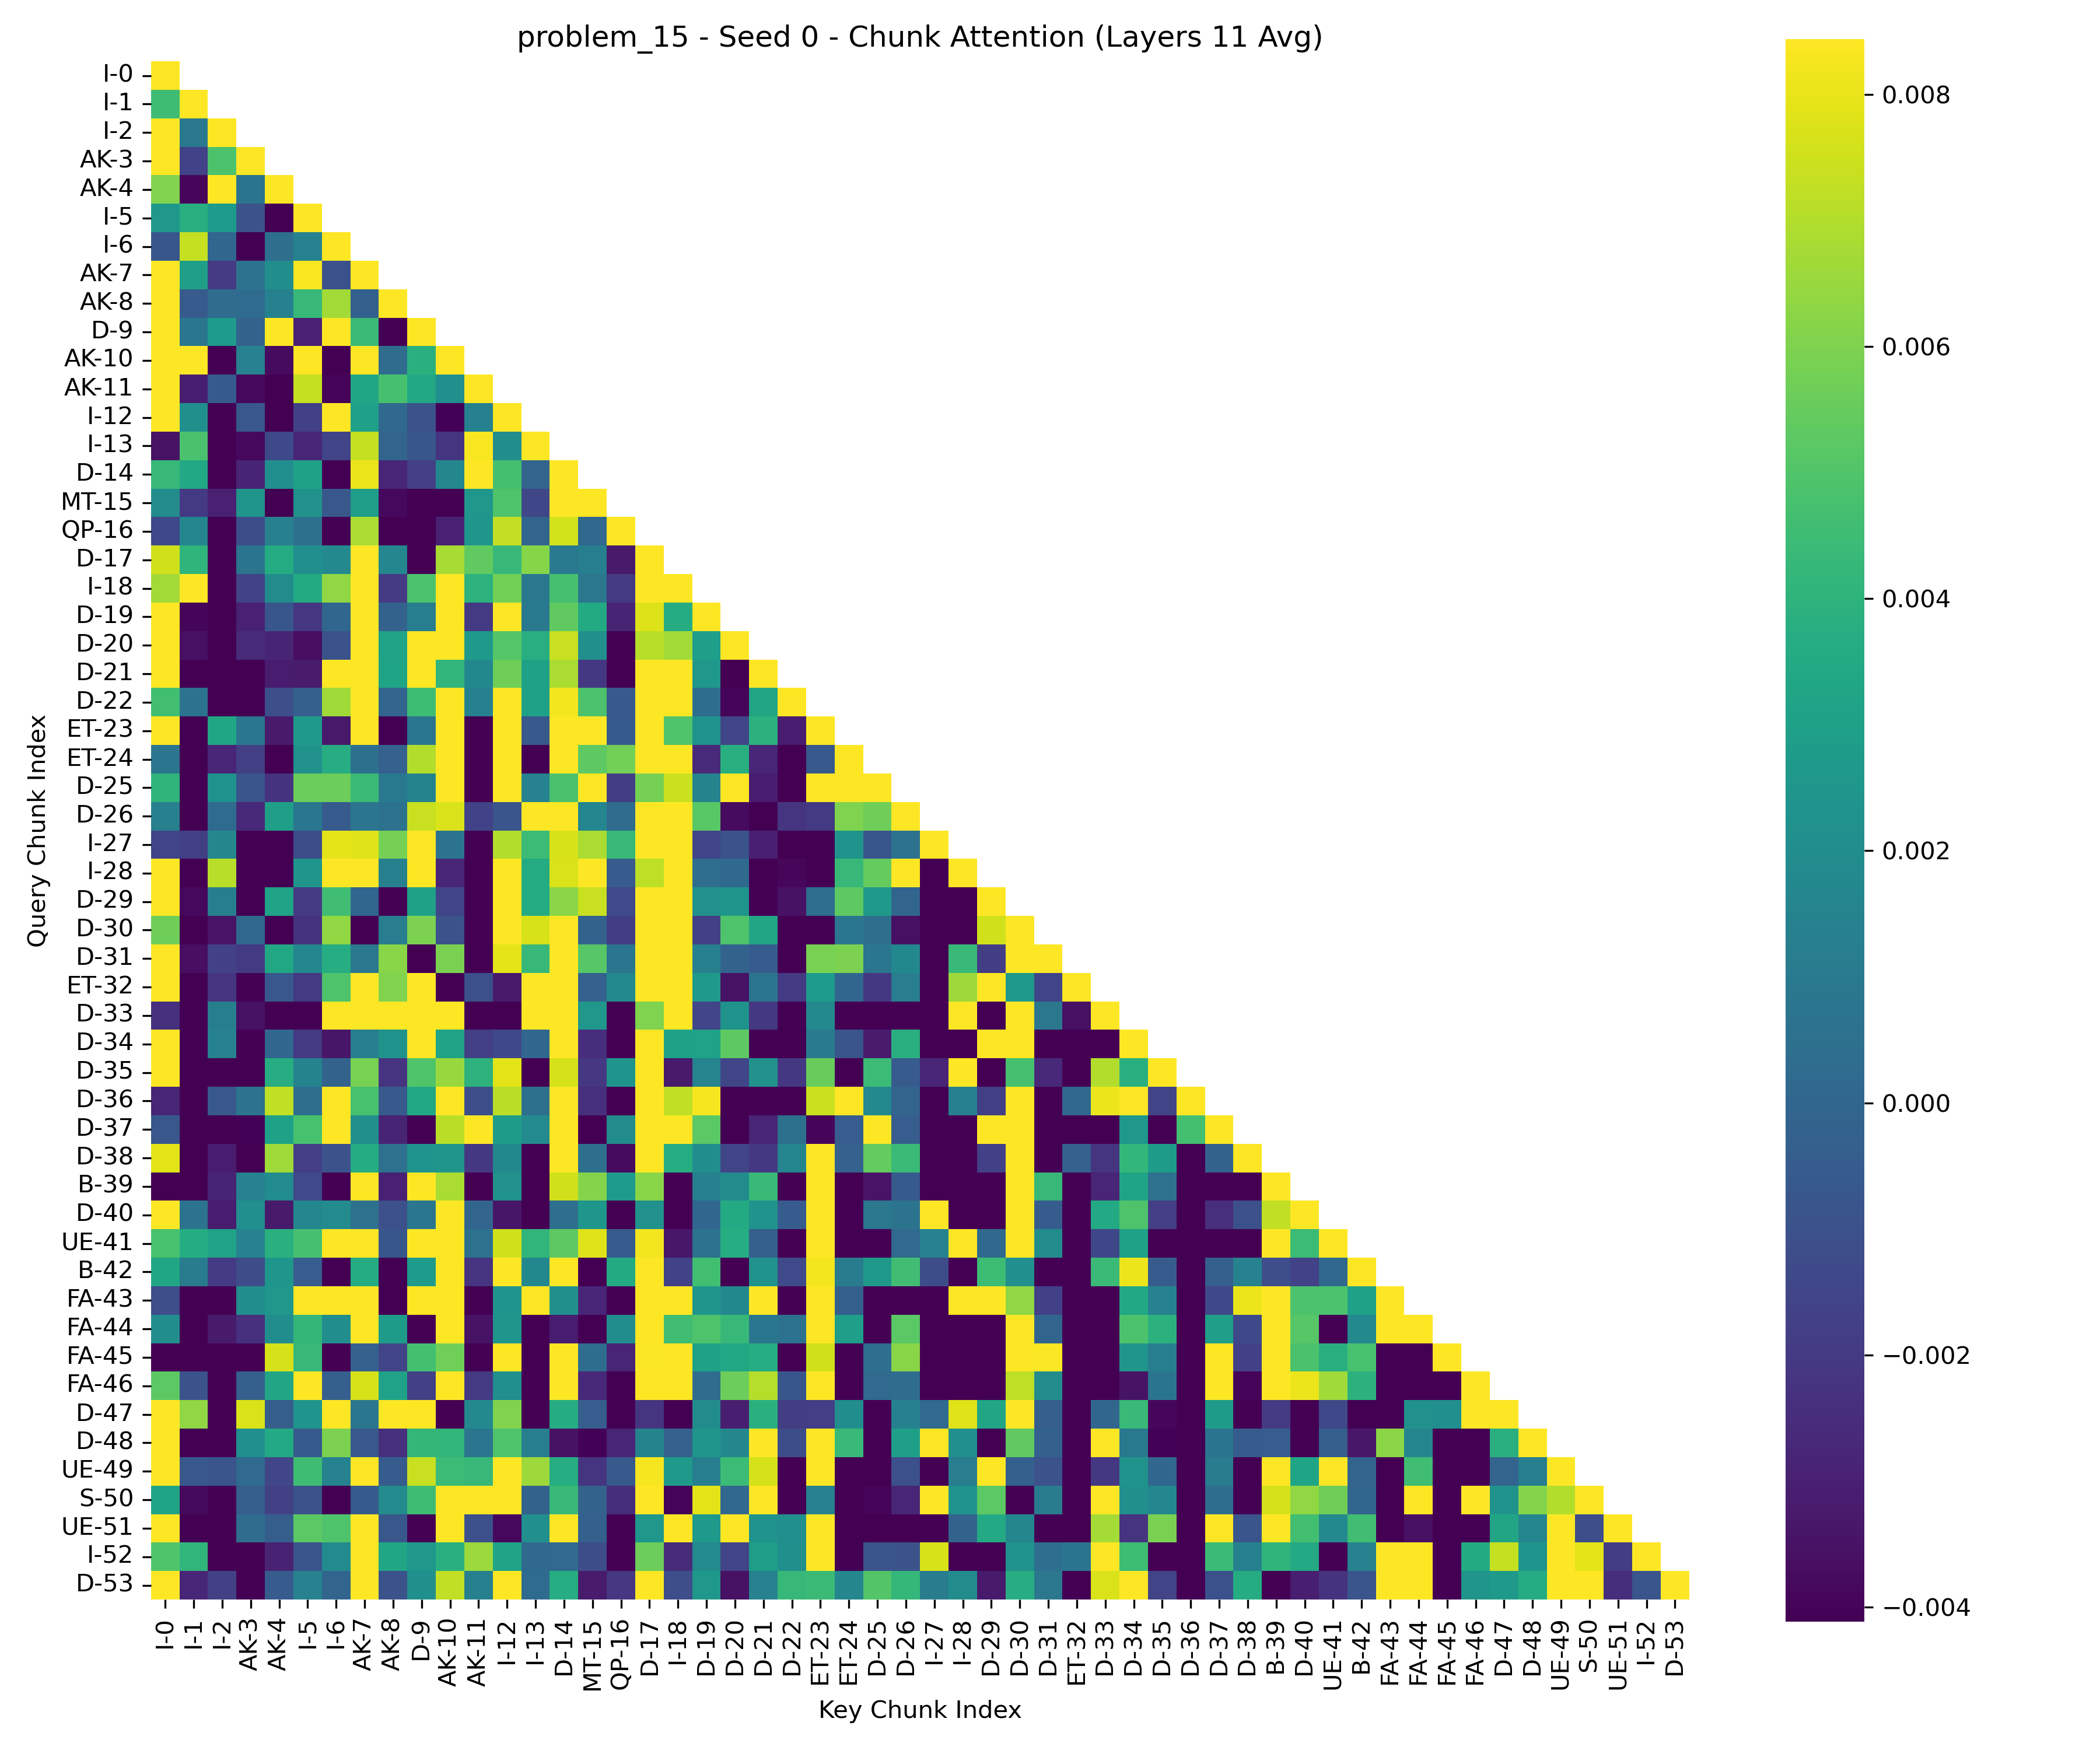 problem_15 - Seed 0 - Chunk Attention (Layers 11 Avg)
Query Chunk Index
I-0
I-1
I-2
AK-3
AK-4
I-5
I-6
AK-7
AK-8
D-9
AK-10
AK-11
I-12
I-13
D-14
MT-15
QP-16
D-17
I-18
D-19
D-20
D-21
D-22
ET-23
ET-24
D-25
D-26
I-27
I-28
D-29
D-30
D-31
ET-32
D-33
D-34
D-35
D-36
D-37
D-38
B-39
D-40
UE-41
B-42
FA-43
FA-44
FA-45
FA-46
D-47
D-48
UE-49
S-50
UE-51
I-52
D-53
I-0
I-1
I-2
AK-3
AK-4
I-5
I-6
AK-7
AK-8
D-9
AK-10
AK-11
I-12
I-13
D-14
MT-15
QP-16
D-17
I-18
D-19
D-20
D-21
D-22
ET-23
ET-24
D-25
D-26
I-27
I-28
D-29
D-30
D-31
ET-32
D-33
D-34
D-35
D-36
D-37
D-38
B-39
D-40
UE-41
B-42
FA-43
FA-44
FA-45
FA-46
D-47
D-48
UE-49
S-50
UE-51
I-52
D-53
Key Chunk Index
0.008
0.006
0.004
0.002
0.000
−0.002
−0.004